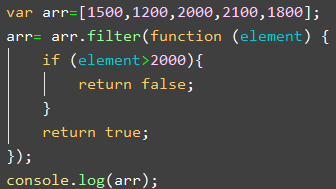 var arr=[1500,1200,2000,2100,1800];
arr= arr.filter(function (element) {
    if (element>2000){
        return false;
    }
    return true;
});
console.log(arr);